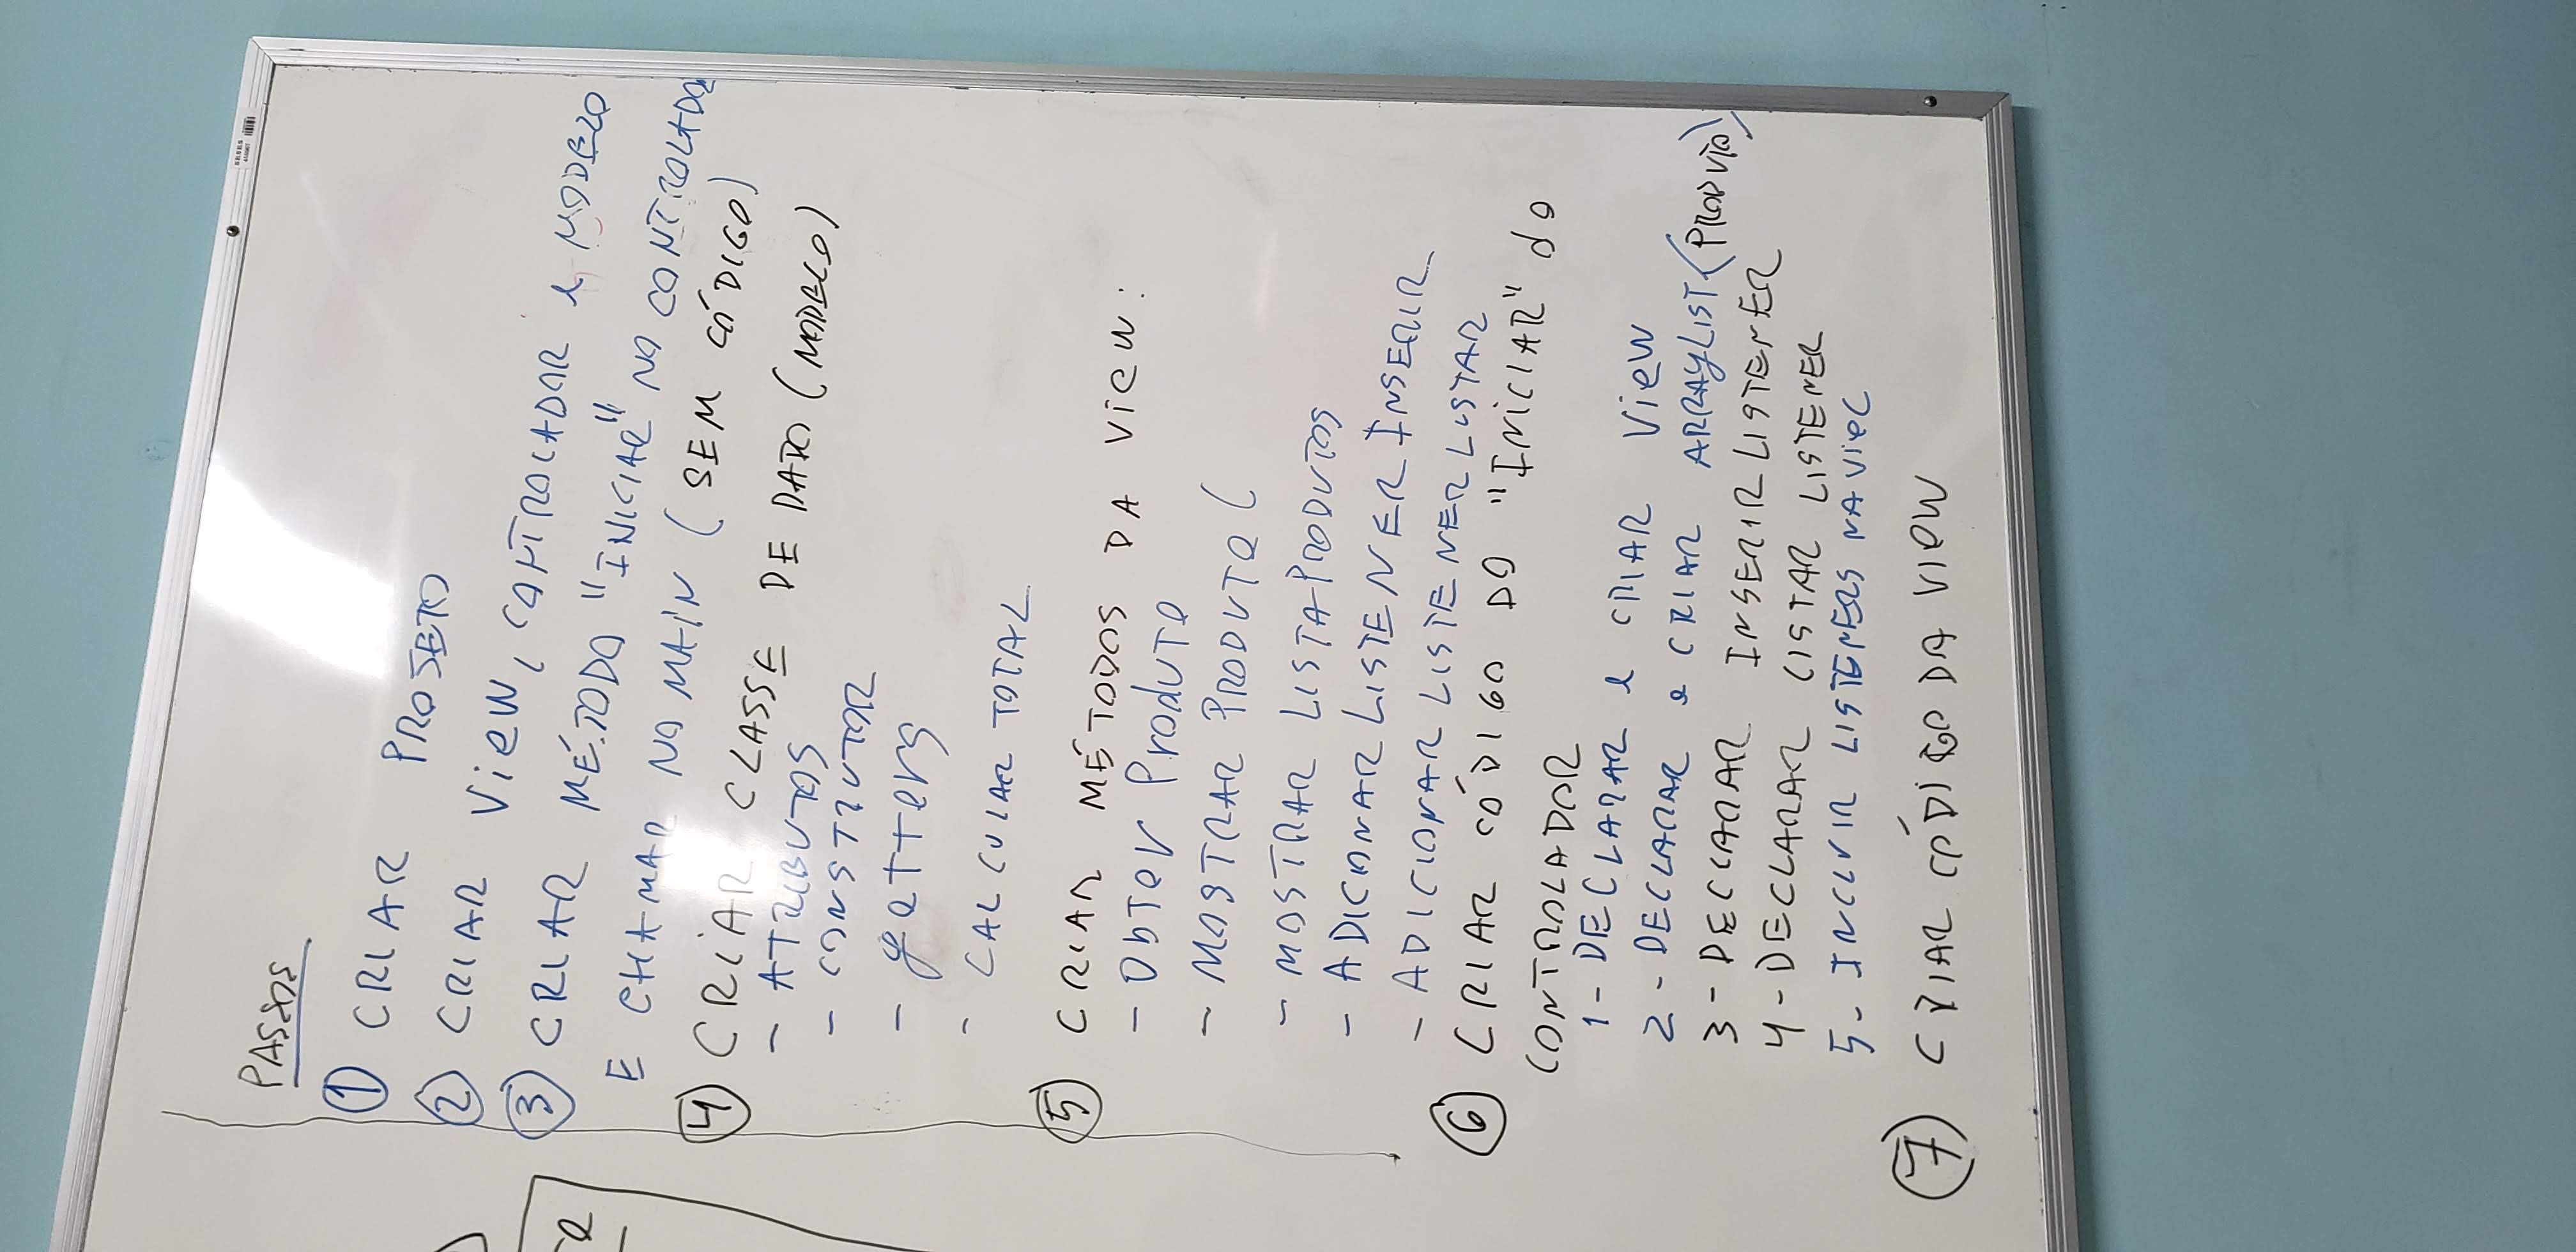 PASSOS
① CRIAR PROJETO
② CRIAR View, CONTROLADOR e MODELO
③ CRIAR MÉTODO "INICIAR" NO CONTROLADOR
E CHAMAR NO MAIN (SEM CÓDIGO)
④ CRIAR CLASSE DE DADO (MODELO)
- ATRIBUTOS
- CONSTRUTOR
- getters
- CALCULAR TOTAL
⑤ CRIAR MÉTODOS DA View:
- ObTer ProduTo
- MOSTRAR PRODUTO (
- MOSTRAR LISTAPRODUTOS
- ADICIONAR LISTENER INSERIR
- ADICIONAR LISTENER LISTAR
⑥ CRIAR CÓDIGO DO "INICIAR" do
CONTROLADOR
1- DECLARAR e CRIAR View
2- DECLARAR e CRIAR ARRAYLIST<PRODUTO>
3- DECLARAR INSERIR LISTENER
4- DECLARAR LISTAR LISTENER
5- INCLUIR LISTENERS NA
⑦ CRIAR CÓDIGO DA VIEW